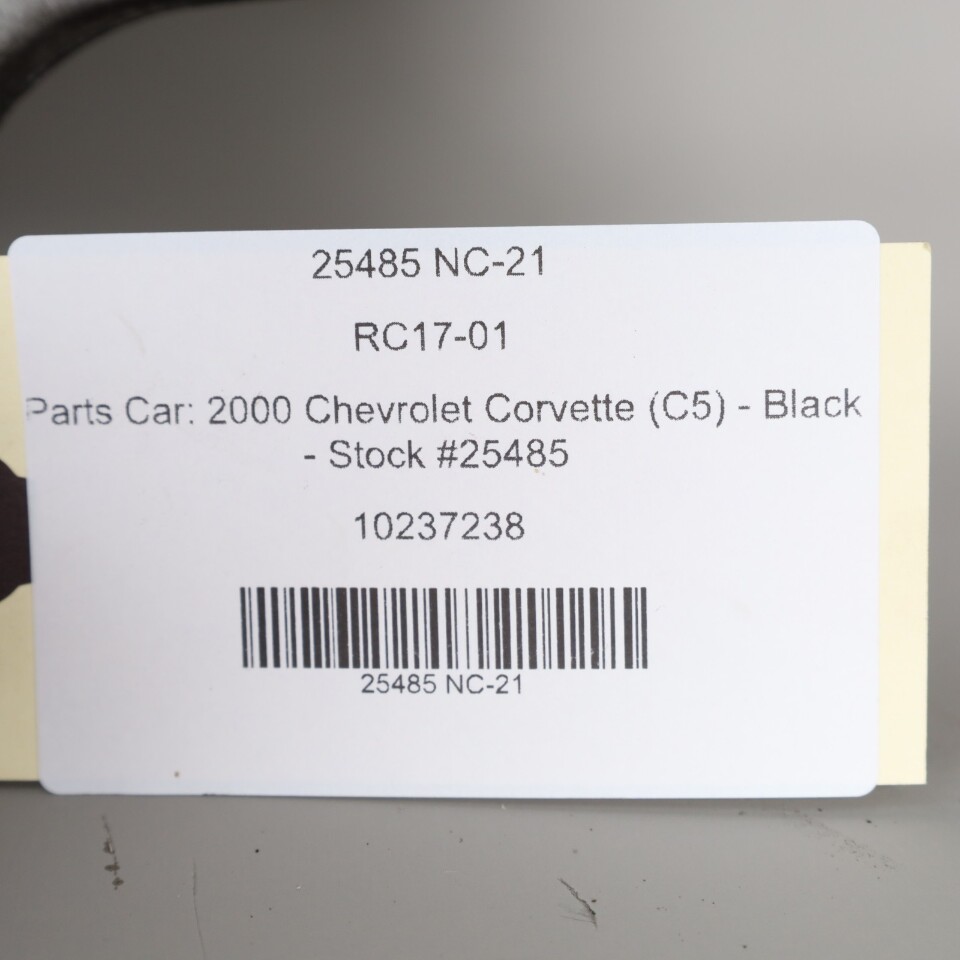 25485 NC-21
RC17-01
Parts Car: 2000 Chevrolet Corvette (C5) - Black
- Stock #25485
10237238
25485 NC-21